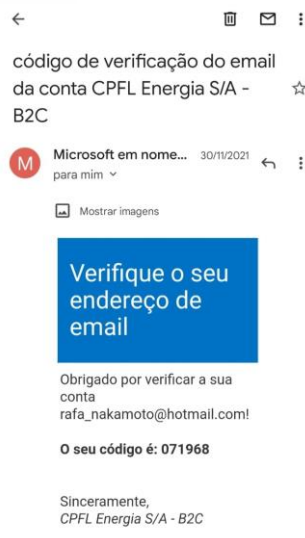 código de verificação do email
da conta CPFL Energia S/A -
B2C
M
Microsoft em nome... 30/11/2021
para mim
Mostrar imagens
Verifique o seu
endereço de
email
Obrigado por verificar a sua
conta
rafa_nakamoto@hotmail.com!
O seu código é: 071968
Sinceramente,
CPFL Energia S/A - B2C